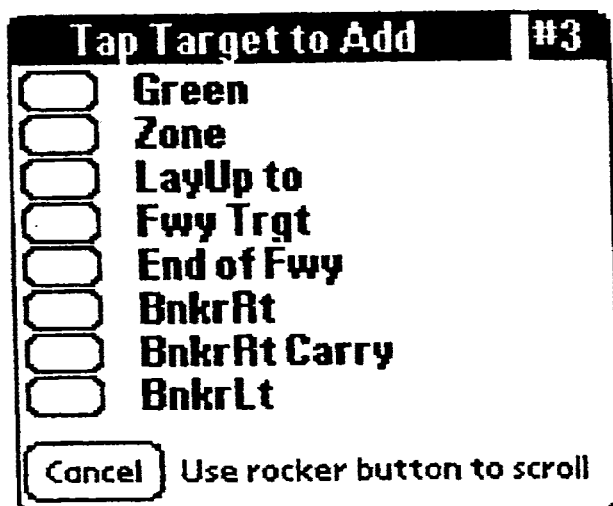 Tap Target to Add #3
Green
Zone
LayUp to
Fwy Trgt
End of Fwy
BnkrRt
BnkrRt Carry
BnkrLt
Cancel Use rocker button to scroll